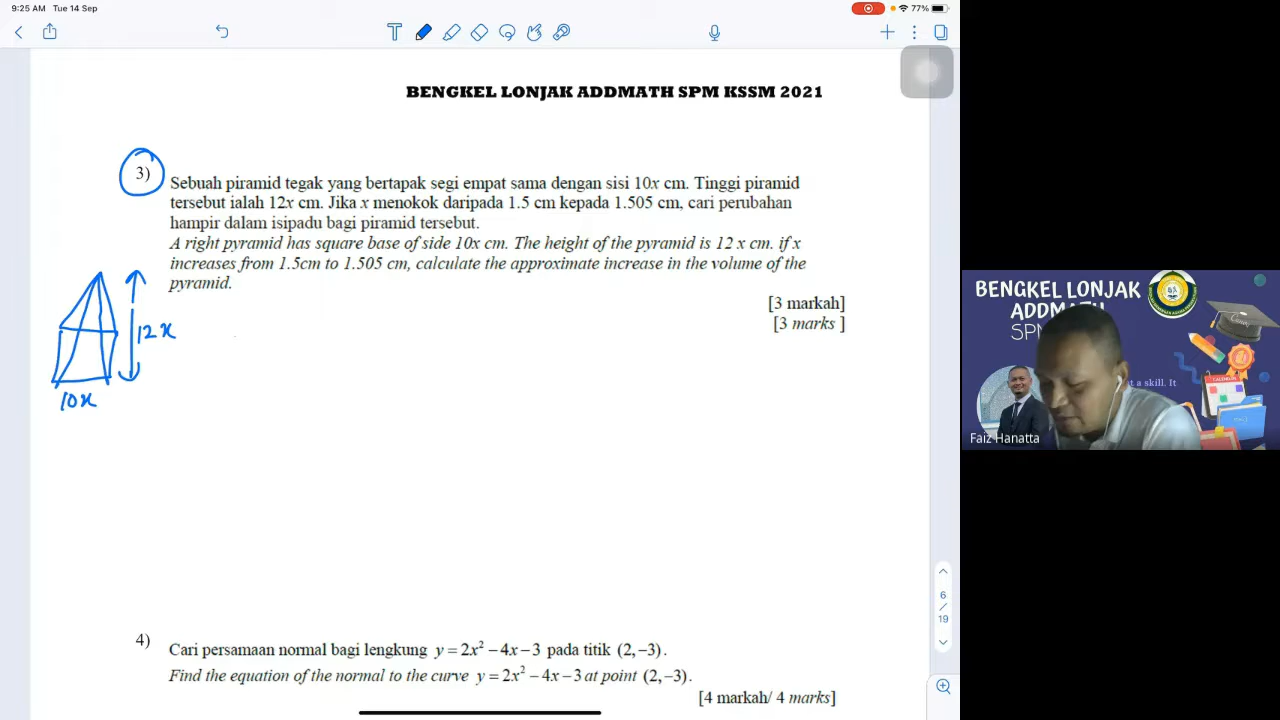 9:25 AM Tue 14 Sep
77%
BENGKEL LONJAK ADDMATH SPM KSSM 2021
3)
Sebuah piramid tegak yang bertapak segi empat sama dengan sisi 10x cm. Tinggi piramid
tersebut ialah 12x cm. Jika x menokok daripada 1.5 cm kepada 1.505 cm, cari perubahan
hampir dalam isipadu bagi piramid tersebut.
A right pyramid has square base of side 10x cm. The height of the pyramid is 12 x cm. if x
increases from 1.5cm to 1.505 cm, calculate the approximate increase in the volume of the
pyramid.
[3 markah]
[3 marks ]
12x
10x
4)
Cari persamaan normal bagi lengkung y = 2x² − 4x − 3 pada titik (2, −3).
Find the equation of the normal to the curve y = 2x² − 4x − 3 at point (2, −3).
[4 markah/ 4 marks]
6
/
19
BENGKEL LONJAK
ADDMATH
SPM
t a skill. It
CALENDAR
Faiz Hanatta